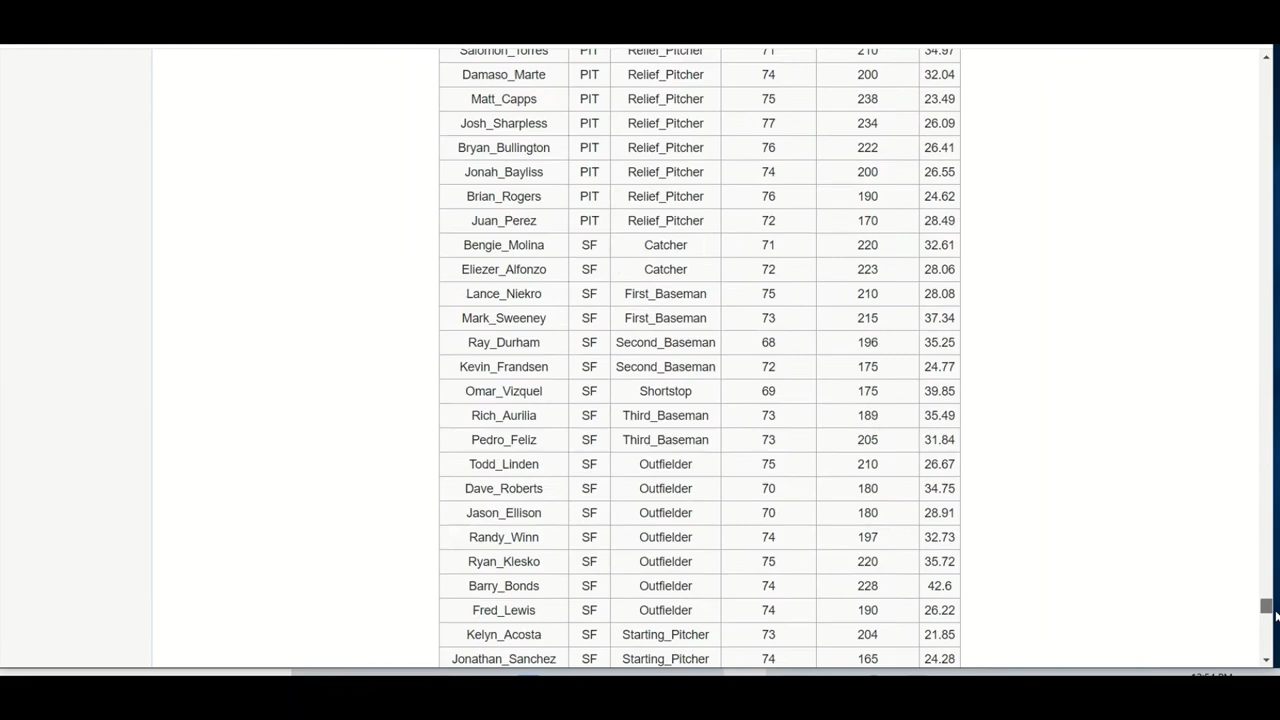 Salomon_Torres PIT Relief_Pitcher 71 210 34.97
Damaso_Marte PIT Relief_Pitcher 74 200 32.04
Matt_Capps PIT Relief_Pitcher 75 238 23.49
Josh_Sharpless PIT Relief_Pitcher 77 234 26.09
Bryan_Bullington PIT Relief_Pitcher 76 222 26.41
Jonah_Bayliss PIT Relief_Pitcher 74 200 26.55
Brian_Rogers PIT Relief_Pitcher 76 190 24.62
Juan_Perez PIT Relief_Pitcher 72 170 28.49
Bengie_Molina SF Catcher 71 220 32.61
Eliezer_Alfonzo SF Catcher 72 223 28.06
Lance_Niekro SF First_Baseman 75 210 28.08
Mark_Sweeney SF First_Baseman 73 215 37.34
Ray_Durham SF Second_Baseman 68 196 35.25
Kevin_Frandsen SF Second_Baseman 72 175 24.77
Omar_Vizquel SF Shortstop 69 175 39.85
Rich_Aurilia SF Third_Baseman 73 189 35.49
Pedro_Feliz SF Third_Baseman 73 205 31.84
Todd_Linden SF Outfielder 75 210 26.67
Dave_Roberts SF Outfielder 70 180 34.75
Jason_Ellison SF Outfielder 70 180 28.91
Randy_Winn SF Outfielder 74 197 32.73
Ryan_Klesko SF Outfielder 75 220 35.72
Barry_Bonds SF Outfielder 74 228 42.6
Fred_Lewis SF Outfielder 74 190 26.22
Kelyn_Acosta SF Starting_Pitcher 73 204 21.85
Jonathan_Sanchez SF Starting_Pitcher 74 165 24.28